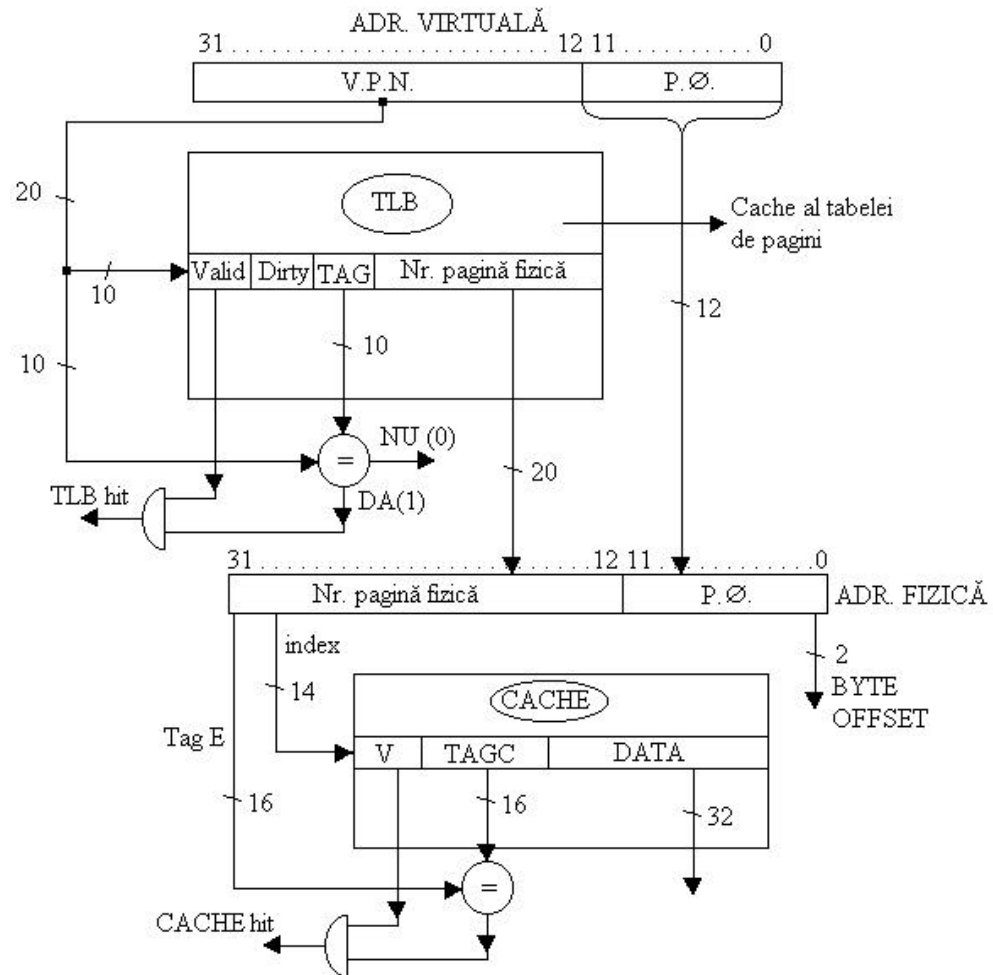 ADR. VIRTUALĂ
31 . . . . . . . . . . . . . . . . . . . . . . 12 11 . . . . . . . . . . 0
V.P.N. P.Ø.
20
TLB
Cache al tabelei
de pagini
Valid Dirty TAG Nr. pagină fizică
10
12
10
10
NU (0)
=
20
TLB hit
DA(1)
31 . . . . . . . . . . . . . . . . . . . . . . 12 11 . . . . . . . . . . 0
Nr. pagină fizică P.Ø. ADR. FIZICĂ
index
2
14
BYTE
OFFSET
CACHE
Tag E
V TAGC DATA
16
16
32
=
CACHE hit